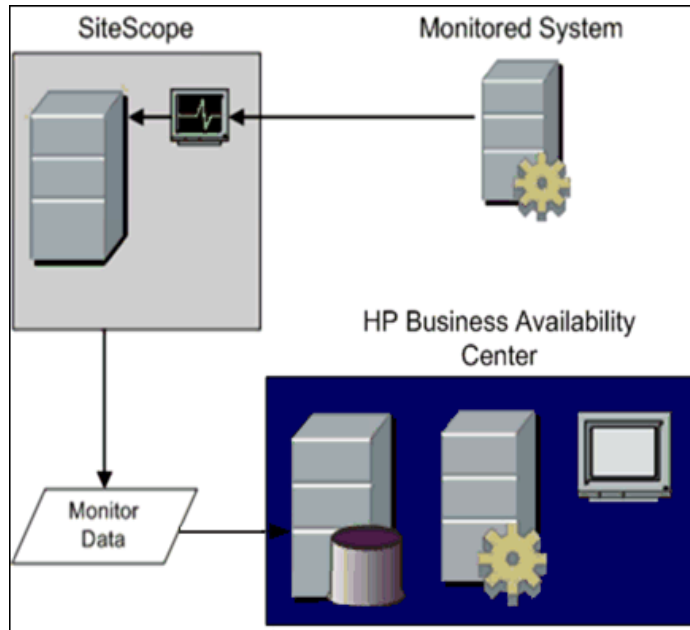 SiteScope
Monitored System
HP Business Availability
Center
Monitor
Data